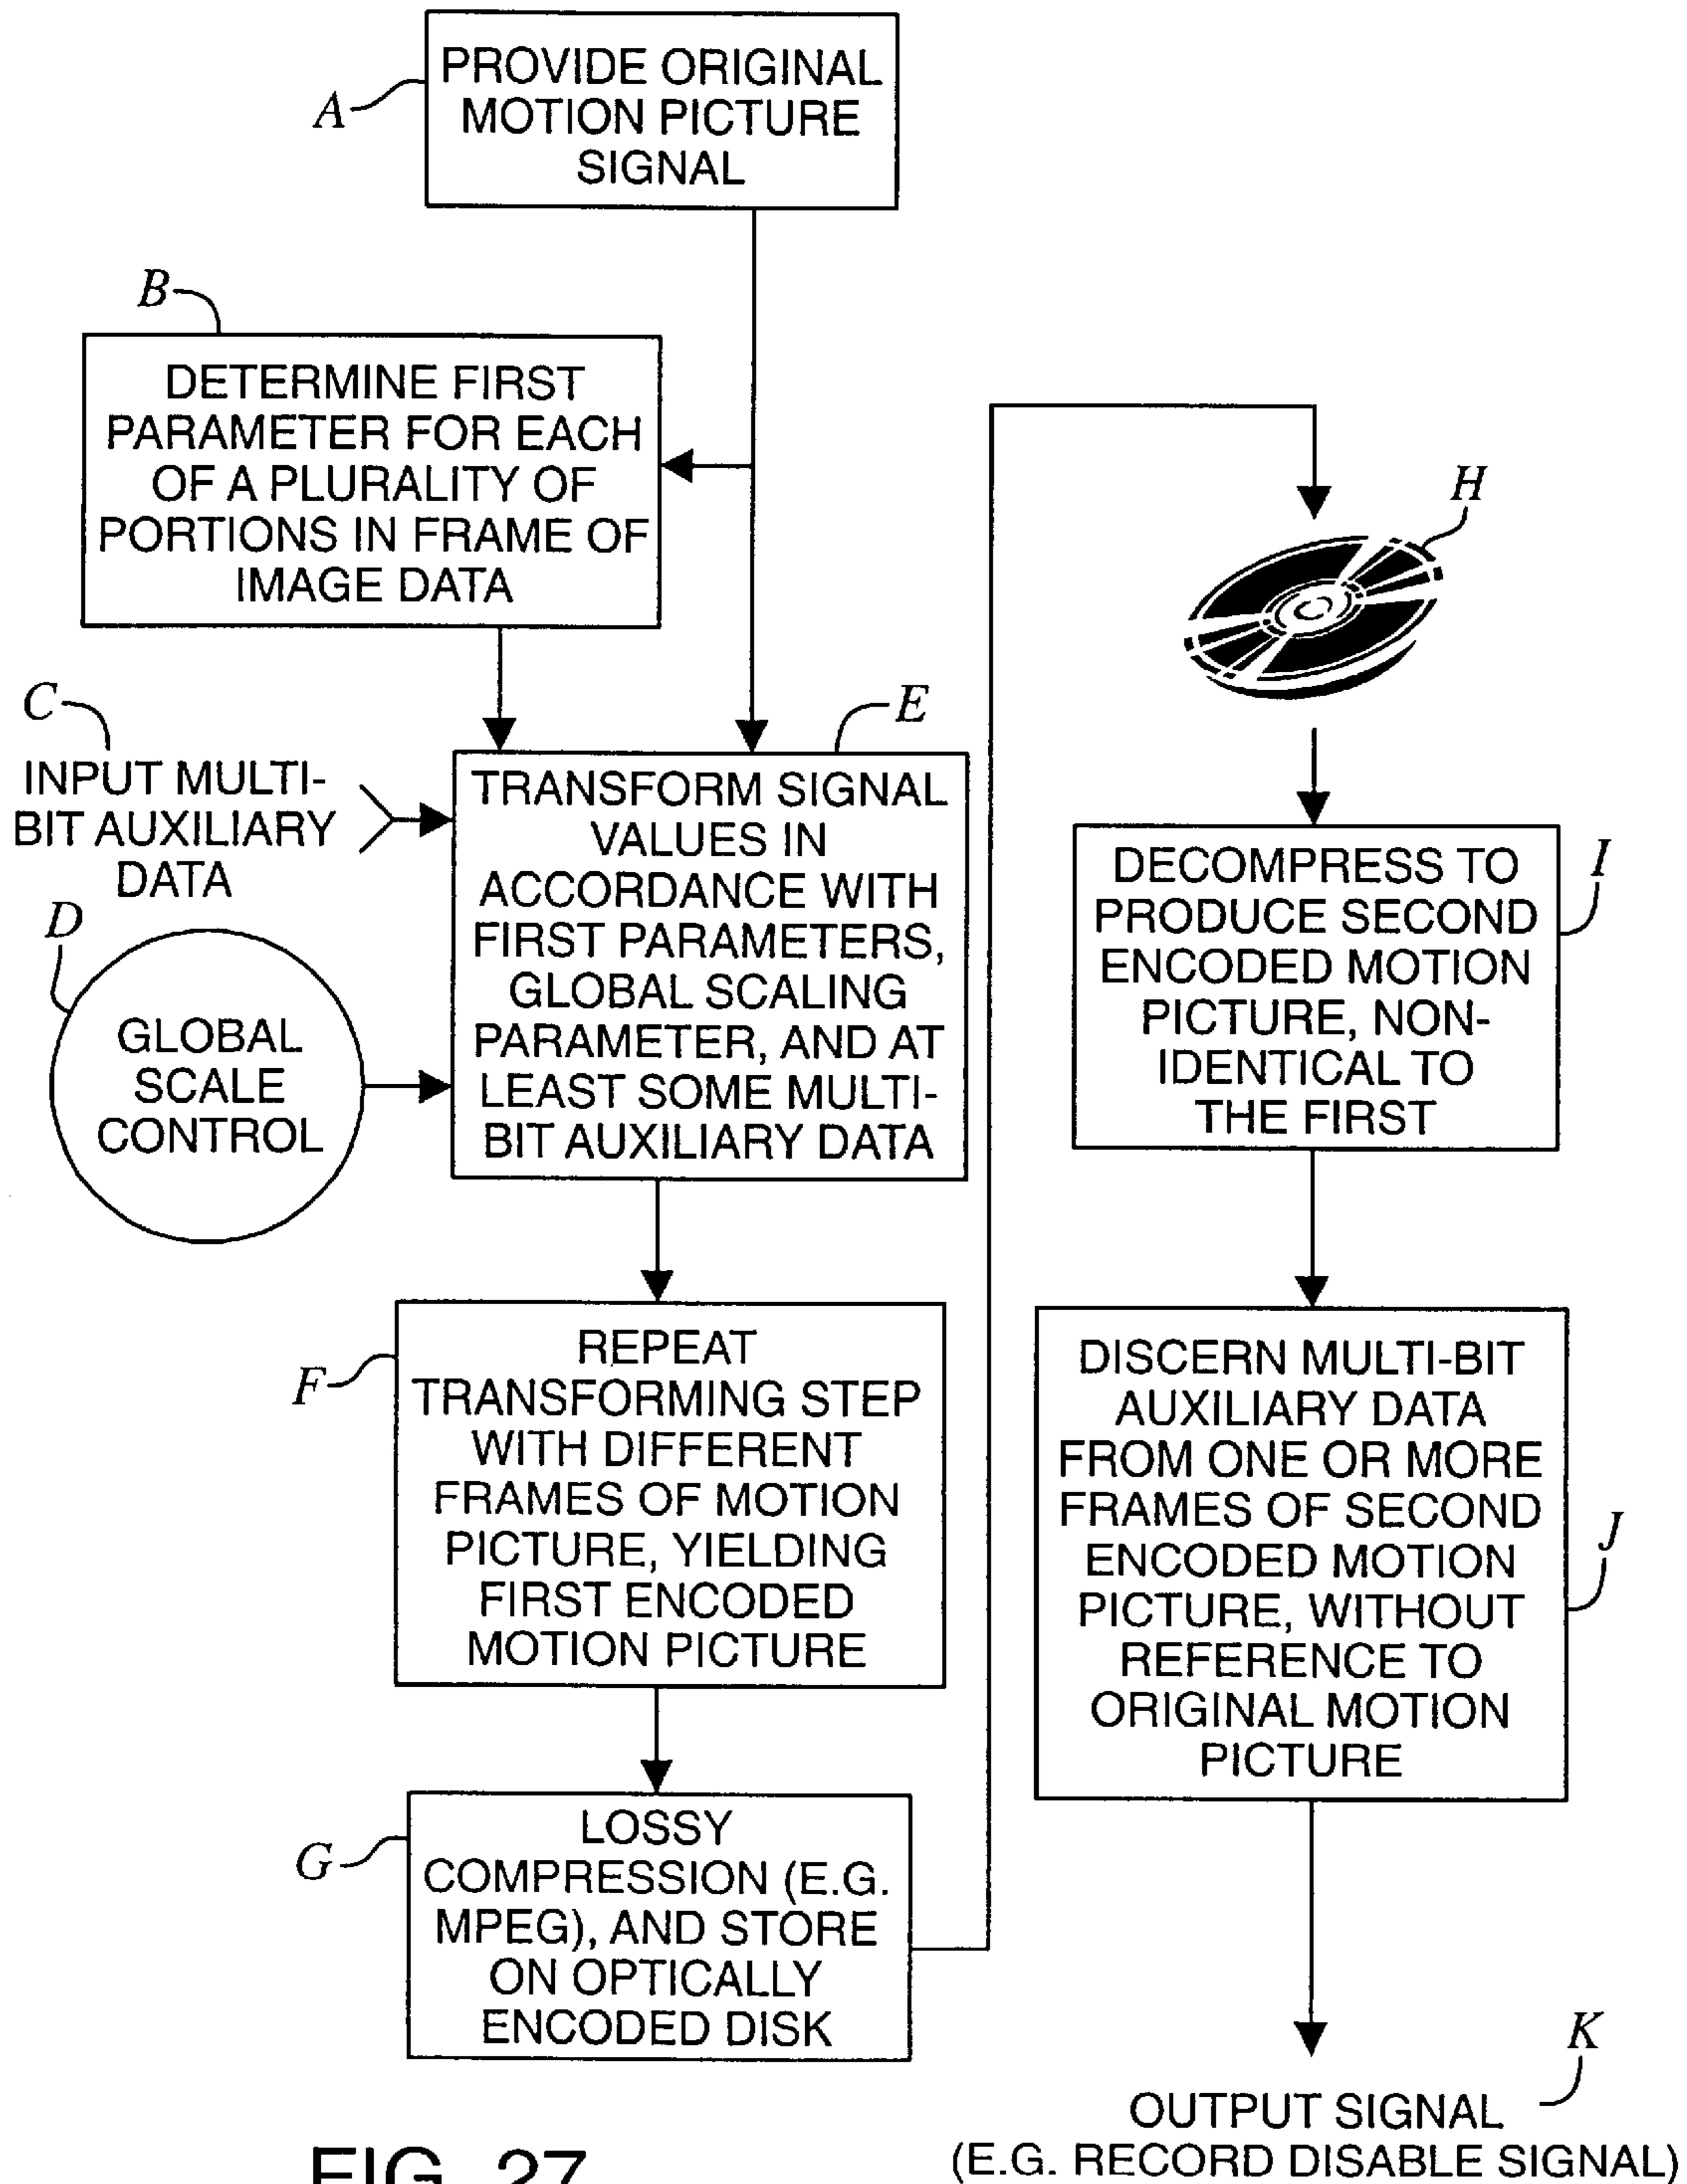 PROVIDE ORIGINAL
MOTION PICTURE
SIGNAL
A
B
DETERMINE FIRST
PARAMETER FOR EACH
OF A PLURALITY OF
PORTIONS IN FRAME OF
IMAGE DATA
C
INPUT MULTI-
BIT AUXILIARY
DATA
D
GLOBAL
SCALE
CONTROL
E
TRANSFORM SIGNAL
VALUES IN
ACCORDANCE WITH
FIRST PARAMETERS,
GLOBAL SCALING
PARAMETER, AND AT
LEAST SOME MULTI-
BIT AUXILIARY DATA
F
REPEAT
TRANSFORMING STEP
WITH DIFFERENT
FRAMES OF MOTION
PICTURE, YIELDING
FIRST ENCODED
MOTION PICTURE
G
LOSSY
COMPRESSION (E.G.
MPEG), AND STORE
ON OPTICALLY
ENCODED DISK
H
I
DECOMPRESS TO
PRODUCE SECOND
ENCODED MOTION
PICTURE, NON-
IDENTICAL TO
THE FIRST
DISCERN MULTI-BIT
AUXILIARY DATA
FROM ONE OR MORE
FRAMES OF SECOND
ENCODED MOTION
PICTURE, WITHOUT
REFERENCE TO
ORIGINAL MOTION
PICTURE
J
K
OUTPUT SIGNAL
(E.G. RECORD DISABLE SIGNAL)
FIG. 27